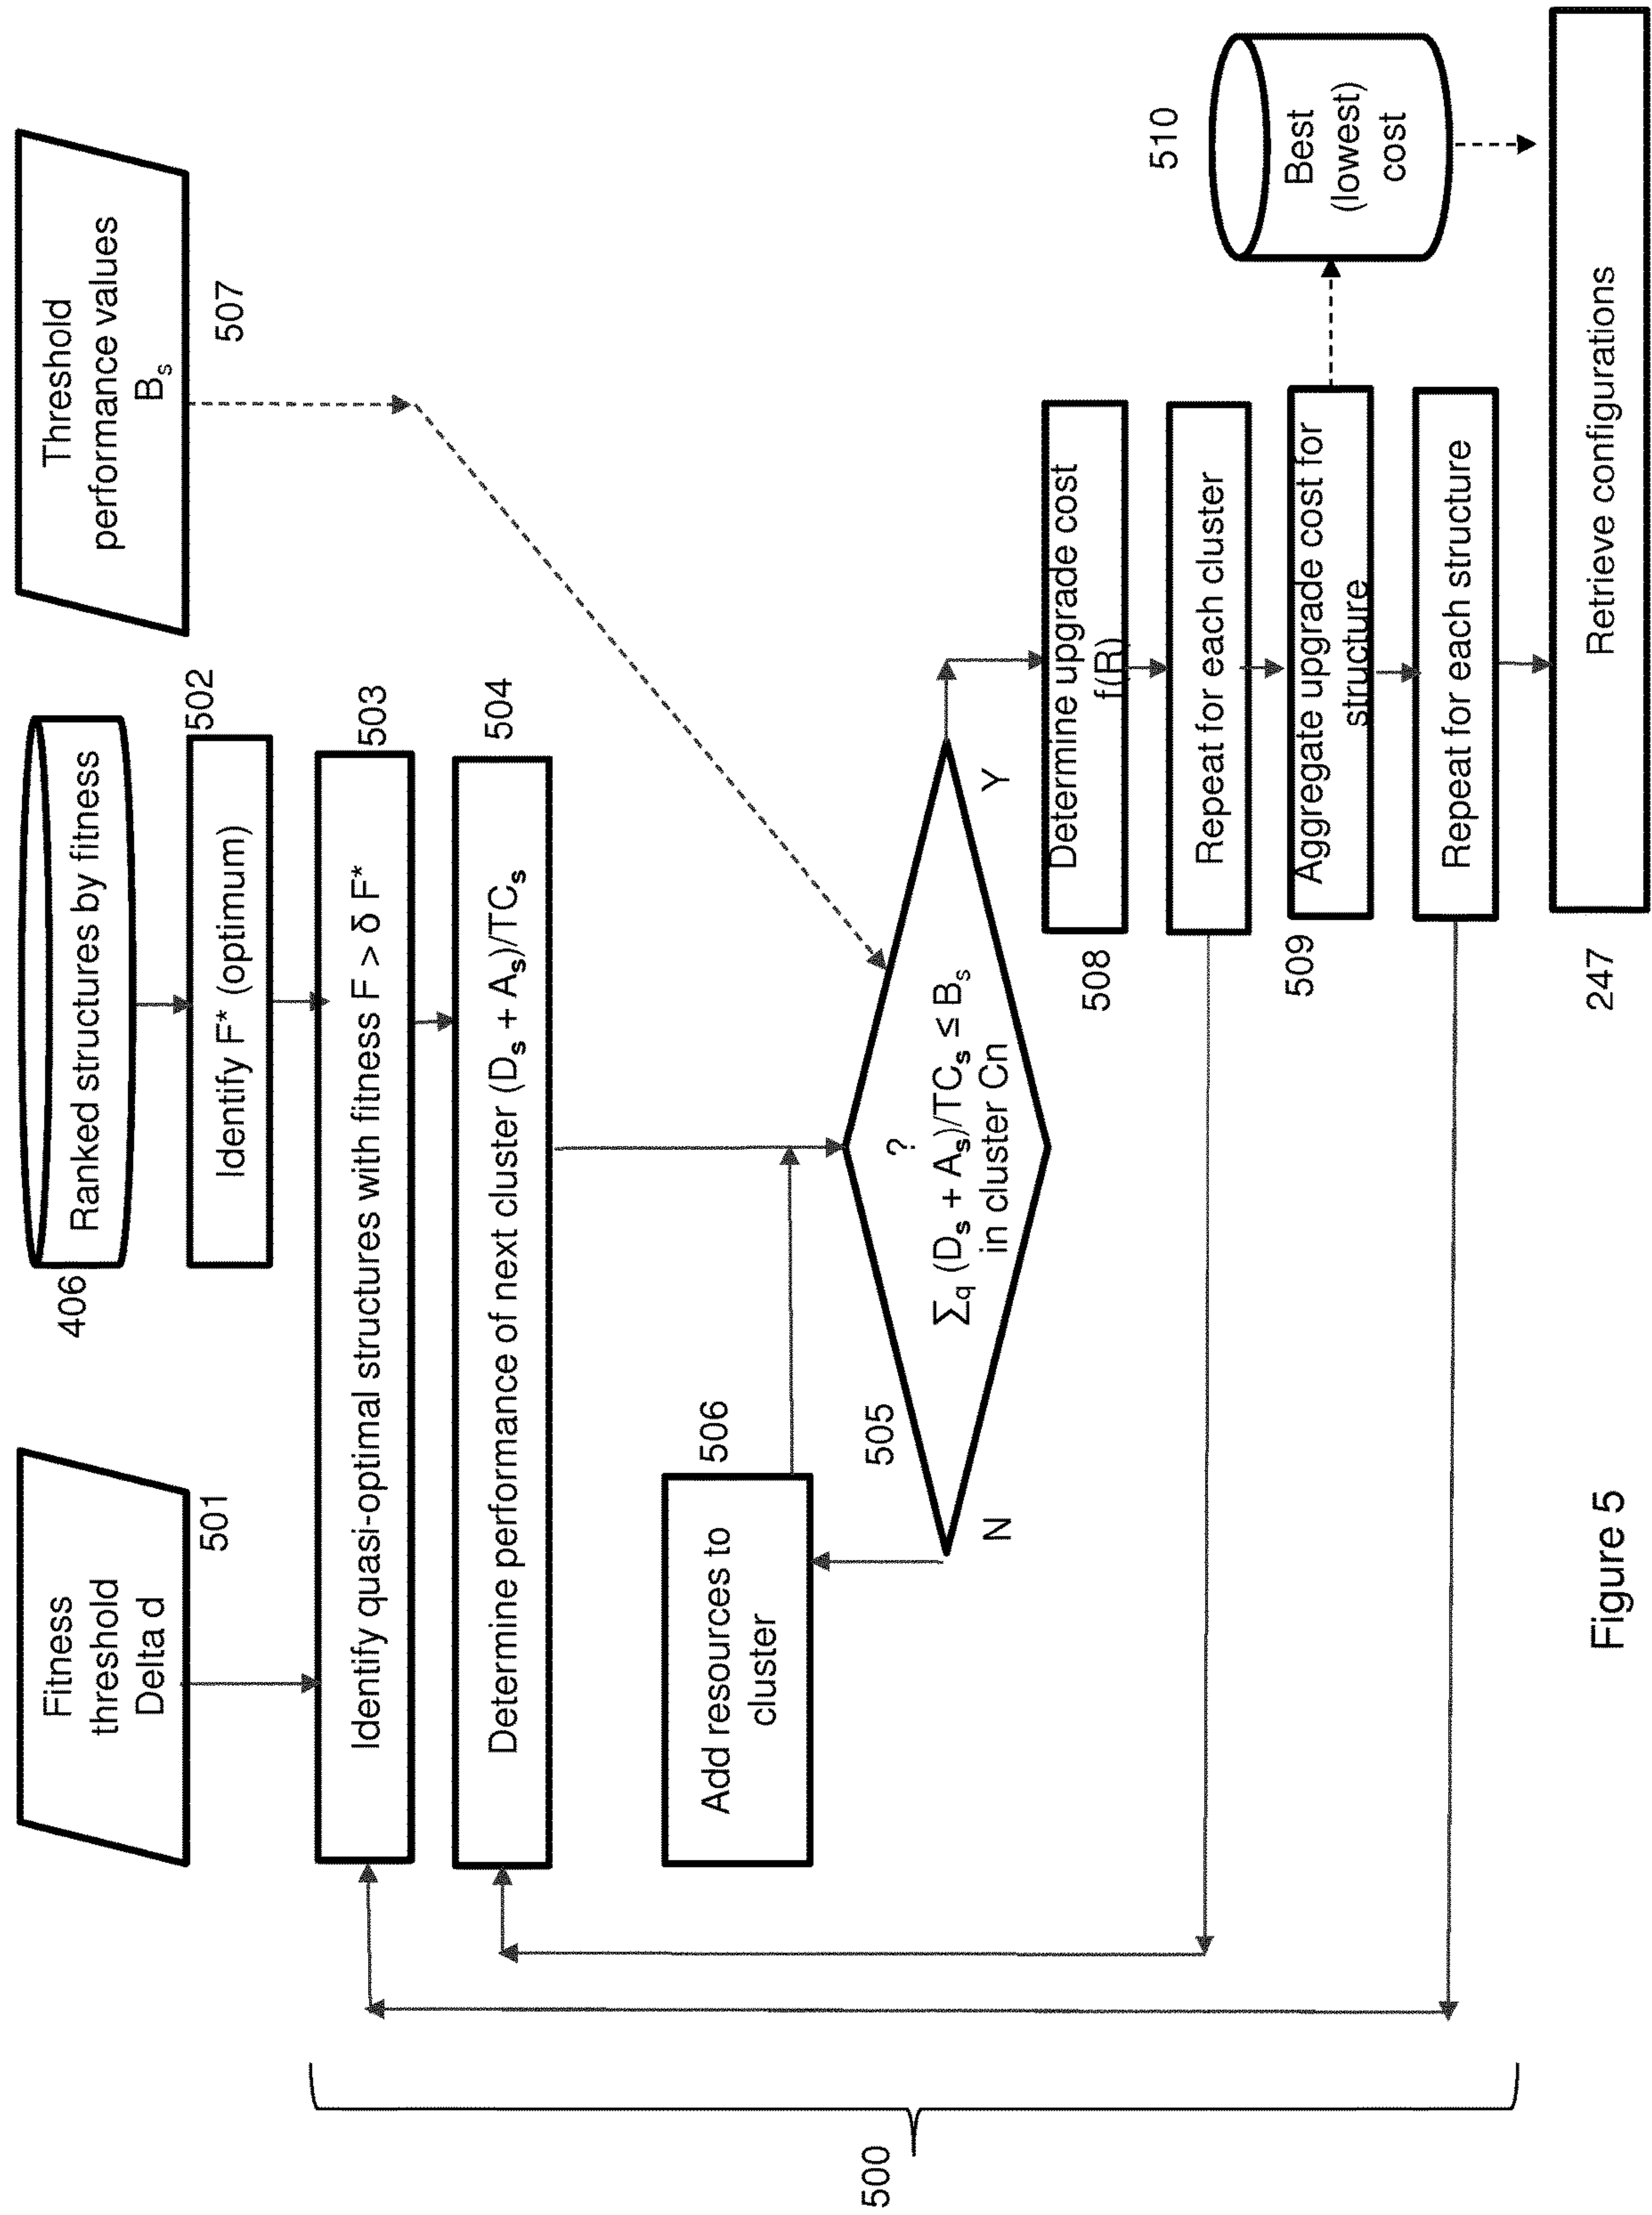 Fitness
threshold
Delta d
501
406
Ranked structures by fitness
Threshold
performance values
Bₛ
507
502
Identify F* (optimum)
503
Identify quasi-optimal structures with fitness F > δ F*
504
Determine performance of next cluster (Dₛ + Aₛ)/TCₛ
506
Add resources to
cluster
505
?
∑q (Dₛ + Aₛ)/TCₛ ≤ Bₛ
in cluster Cn
N
Y
508
Determine upgrade cost
f(R)
Repeat for each cluster
509
Aggregate upgrade cost for
structure
510
Best
(lowest)
cost
Repeat for each structure
247
Retrieve configurations
500
Figure 5